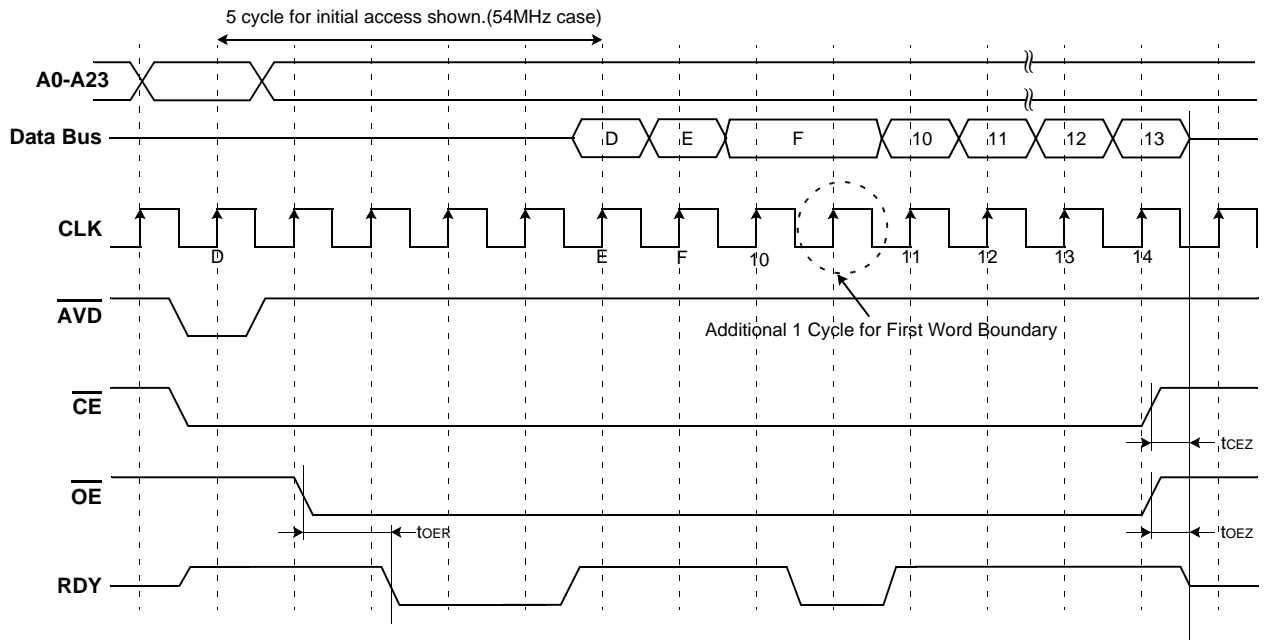 5 cycle for initial access shown.(54MHz case)
A0-A23
Data Bus D E F 10 11 12 13
CLK
D E F 10 11 12 13 14
AVD
Additional 1 Cycle for First Word Boundary
CE
tCEZ
OE
tOER tOEZ
RDY